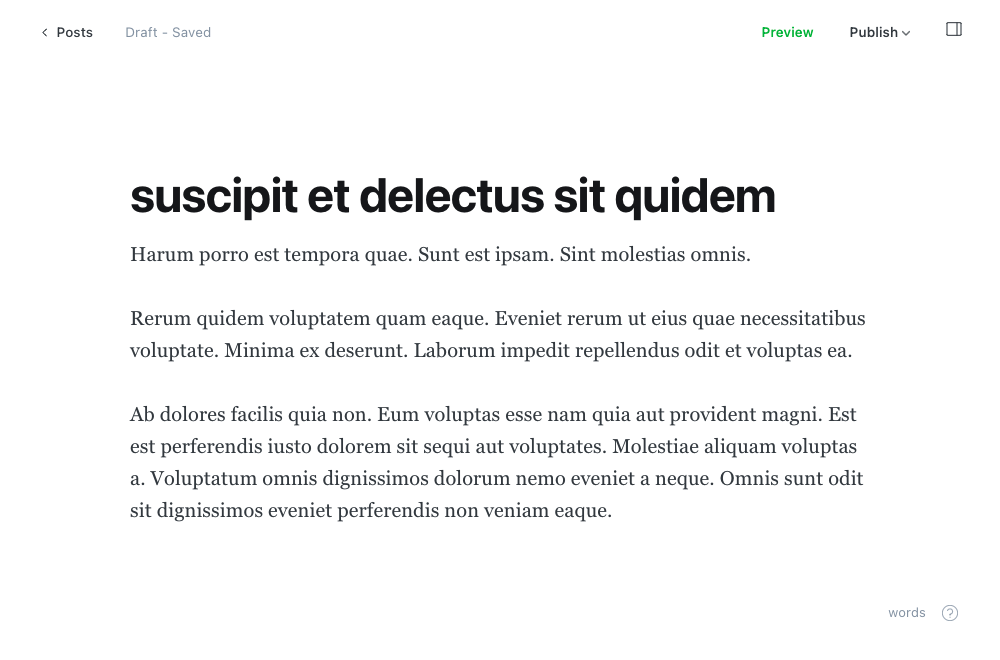 Posts
Draft - Saved
Preview
Publish
suscipit et delectus sit quidem
Harum porro est tempora quae. Sunt est ipsam. Sint molestias omnis.
Rerum quidem voluptatem quam eaque. Eveniet rerum ut eius quae necessitatibus
voluptate. Minima ex deserunt. Laborum impedit repellendus odit et voluptas ea.
Ab dolores facilis quia non. Eum voluptas esse nam quia aut provident magni. Est
est perferendis iusto dolorem sit sequi aut voluptates. Molestiae aliquam voluptas
a. Voluptatum omnis dignissimos dolorum nemo eveniet a neque. Omnis sunt odit
sit dignissimos eveniet perferendis non veniam eaque.
words
?